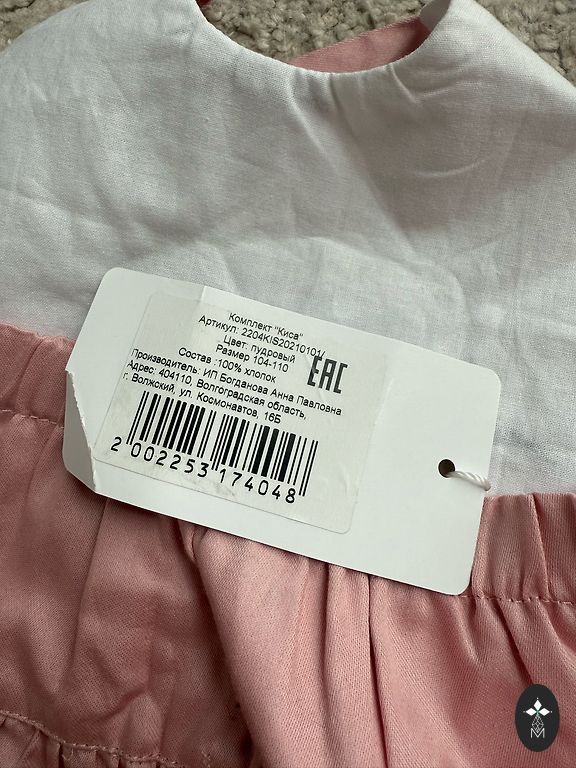 Комплект "Киса"
Артикул: 2204KIS20210101/
Цвет: пудровый
Размер 104-110
Состав :100% хлопок
EAC
Производитель: ИП Богданова Анна Павловна
Адрес: 404110, Волгоградская область,
г. Волжский, ул. Космонавтов, 16Б
2 002253 174048
M